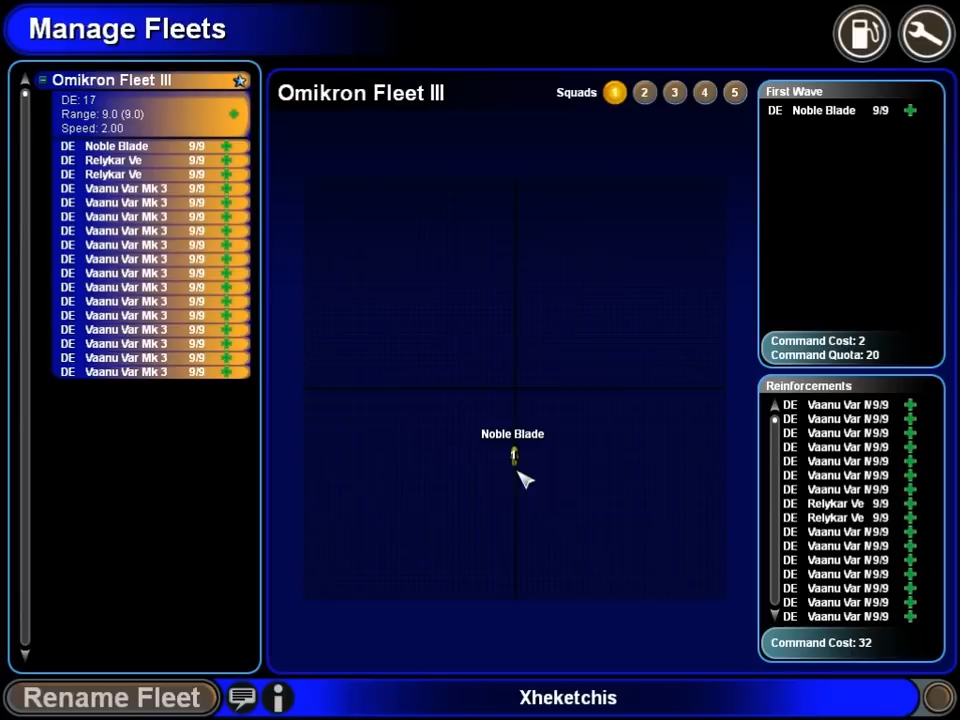 Manage Fleets
Omikron Fleet III
DE: 17
Range: 9.0 (9.0)
Speed: 2.00
DE Noble Blade 9/9
DE Relykar Ve 9/9
DE Relykar Ve 9/9
DE Vaanu Var Mk 3 9/9
DE Vaanu Var Mk 3 9/9
DE Vaanu Var Mk 3 9/9
DE Vaanu Var Mk 3 9/9
DE Vaanu Var Mk 3 9/9
DE Vaanu Var Mk 3 9/9
DE Vaanu Var Mk 3 9/9
DE Vaanu Var Mk 3 9/9
DE Vaanu Var Mk 3 9/9
DE Vaanu Var Mk 3 9/9
DE Vaanu Var Mk 3 9/9
DE Vaanu Var Mk 3 9/9
DE Vaanu Var Mk 3 9/9
DE Vaanu Var Mk 3 9/9
Omikron Fleet III
Squads 1 2 3 4 5
Noble Blade
1
First Wave
DE Noble Blade 9/9
Command Cost: 2
Command Quota: 20
Reinforcements
DE Vaanu Var M 9/9
DE Vaanu Var M 9/9
DE Vaanu Var M 9/9
DE Vaanu Var M 9/9
DE Vaanu Var M 9/9
DE Vaanu Var M 9/9
DE Vaanu Var M 9/9
DE Relykar Ve 9/9
DE Relykar Ve 9/9
DE Vaanu Var M 9/9
DE Vaanu Var M 9/9
DE Vaanu Var M 9/9
DE Vaanu Var M 9/9
DE Vaanu Var M 9/9
DE Vaanu Var M 9/9
DE Vaanu Var M 9/9
Command Cost: 32
Rename Fleet
Xheketchis